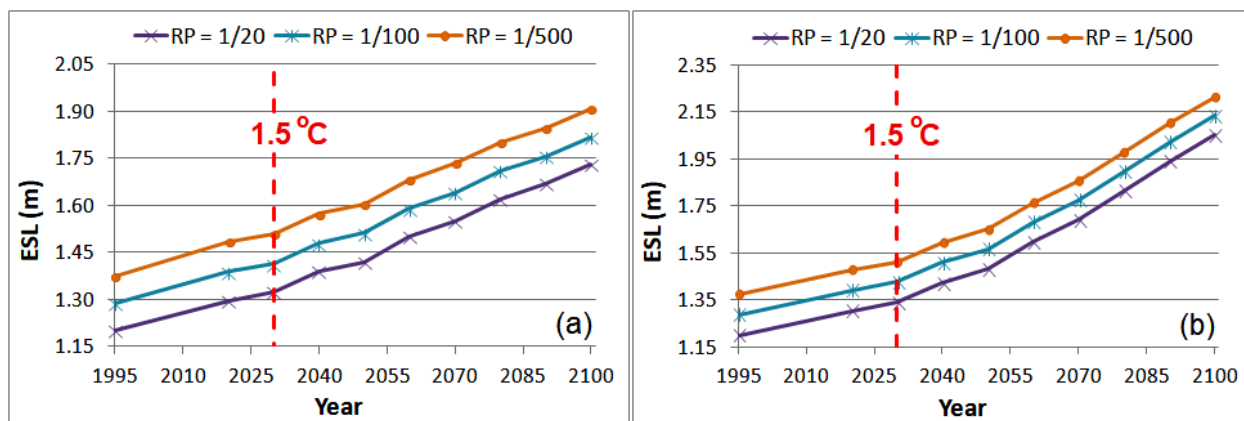 RP = 1/20 RP = 1/100 RP = 1/500
2.05
1.90
1.75
1.60
1.45
1.30
1.15
ESL (m)
1.5 °C
(a)
1995 2010 2025 2040 2055 2070 2085 2100
Year
RP = 1/20 RP = 1/100 RP = 1/500
2.35
2.15
1.95
1.75
1.55
1.35
1.15
ESL (m)
1.5 °C
(b)
1995 2010 2025 2040 2055 2070 2085 2100
Year